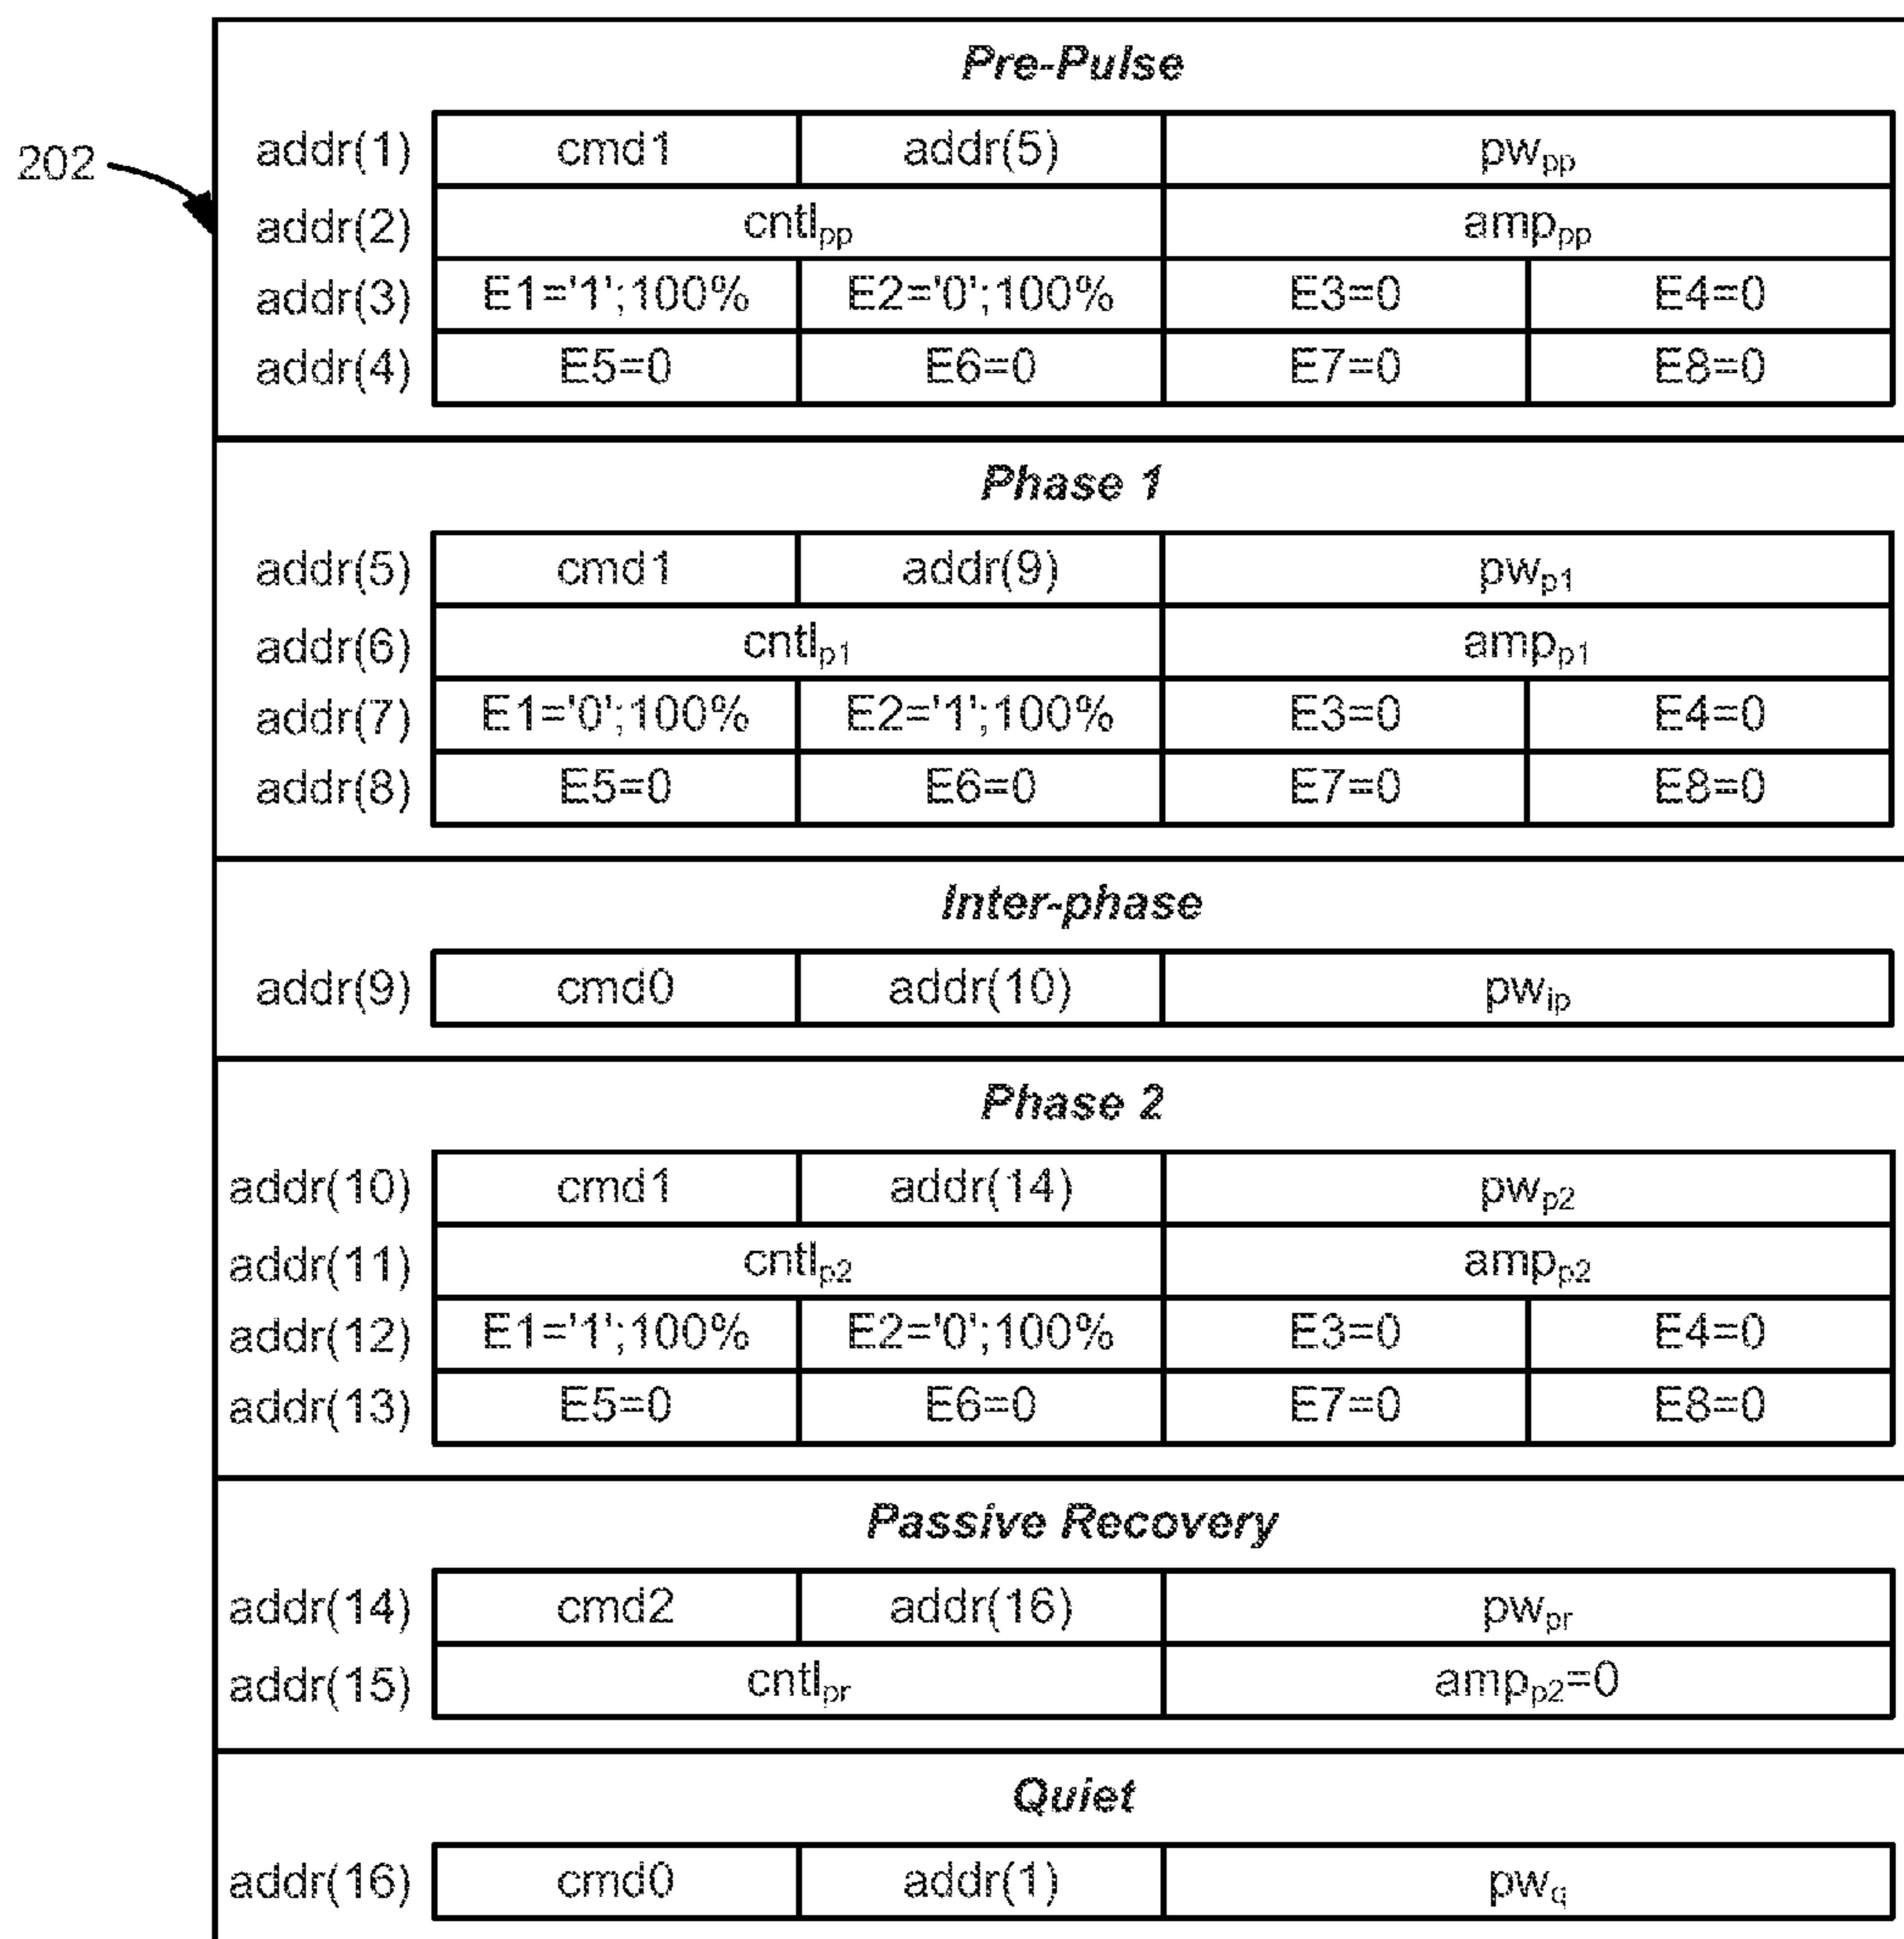 Pre-Pulse
202
addr(1) cmd1 addr(5) pwpp
addr(2) cntlpp amppp
addr(3) E1='1';100% E2='0';100% E3=0 E4=0
addr(4) E5=0 E6=0 E7=0 E8=0
Phase 1
addr(5) cmd1 addr(9) pwp1
addr(6) cntlp1 ampp1
addr(7) E1='0';100% E2='1';100% E3=0 E4=0
addr(8) E5=0 E6=0 E7=0 E8=0
Inter-phase
addr(9) cmd0 addr(10) pwip
Phase 2
addr(10) cmd1 addr(14) pwp2
addr(11) cntlp2 ampp2
addr(12) E1='1';100% E2='0';100% E3=0 E4=0
addr(13) E5=0 E6=0 E7=0 E8=0
Passive Recovery
addr(14) cmd2 addr(16) pwpr
addr(15) cntlpr ampp2=0
Quiet
addr(16) cmd0 addr(1) pwq